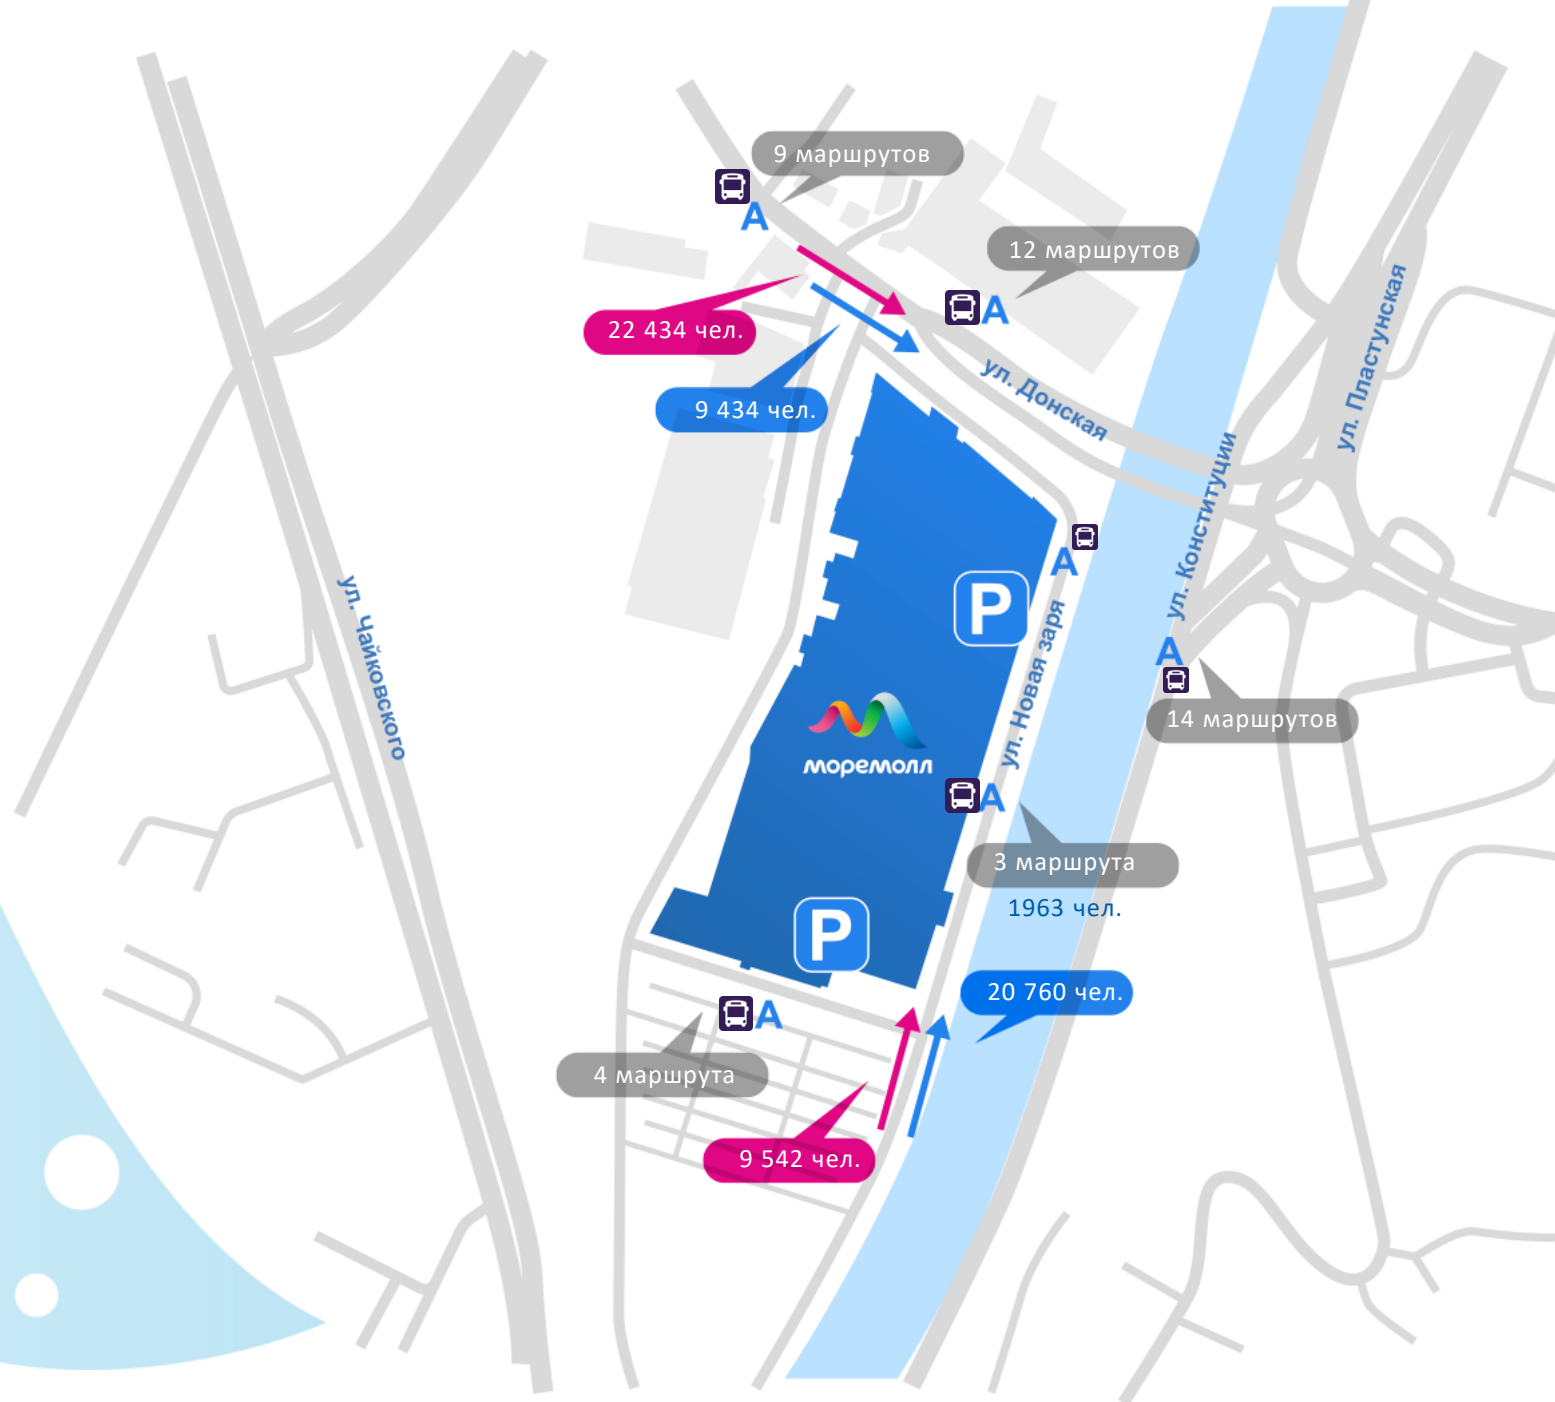 9 маршрутов
A
12 маршрутов
A
22 434 чел.
9 434 чел.
ул. Донская
ул. Пластунская
ул. Конституции
A
P
ул. Новая заря
ул. Чайковского
A
14 маршрутов
моремолл
A
3 маршрута
1963 чел.
P
20 760 чел.
A
4 маршрута
9 542 чел.